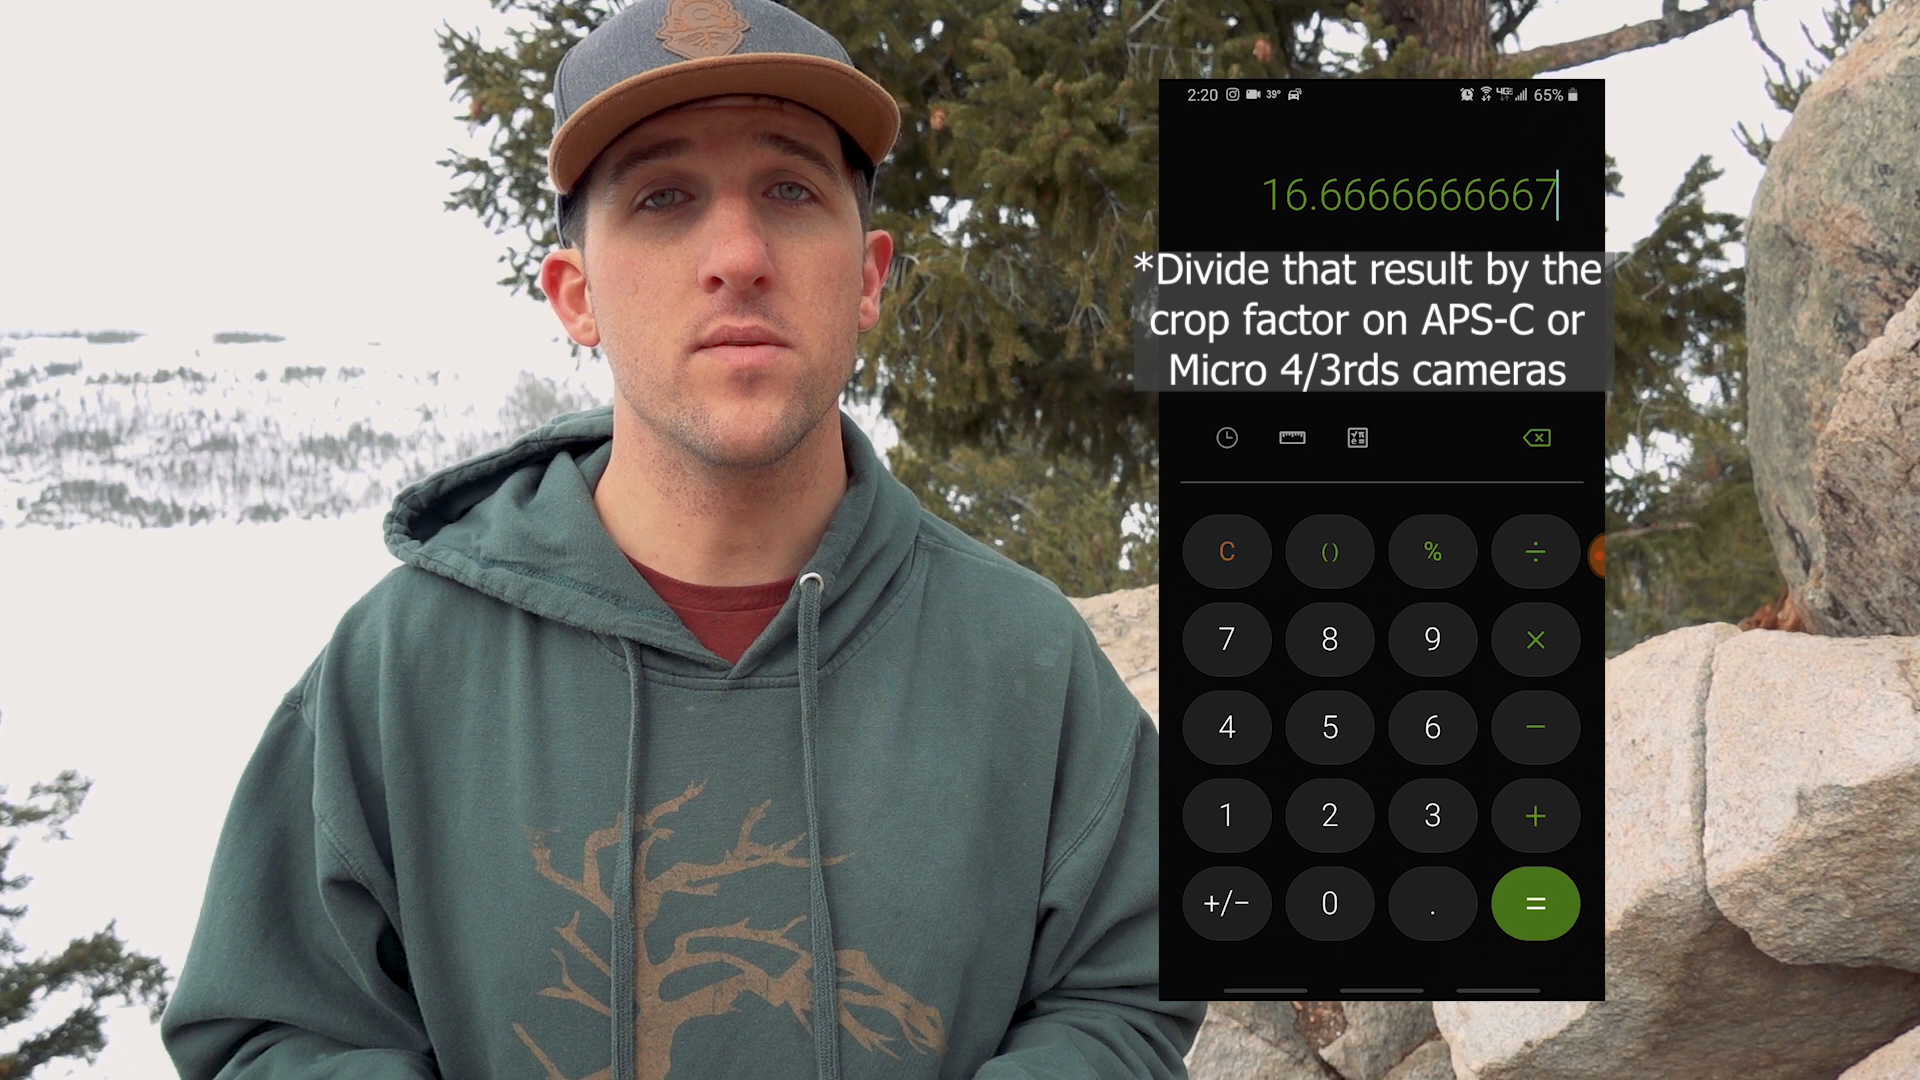 2:20 39° 4GE 65%
16.6666666667
*Divide that result by the
crop factor on APS-C or
Micro 4/3rds cameras
C ( ) % ÷
7 8 9 ×
4 5 6 −
1 2 3 +
+/− 0 . =